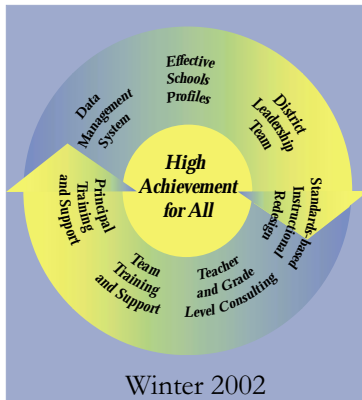 Effective
Schools
Profiles
District
Leadership
Team
Standards-based
Instructional
Redesign
Teacher
and Grade
Level Consulting
Team
Training
and Support
Principal
Training
and Support
Data
Management
System
High
Achievement
for All
Winter 2002